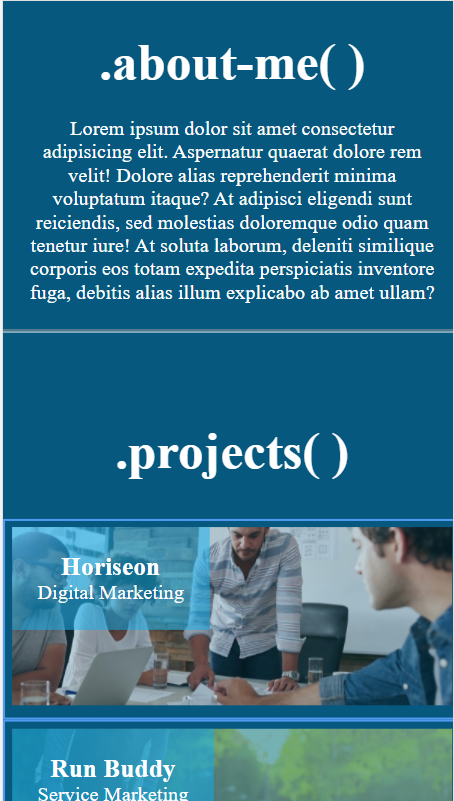 .about-me( )
Lorem ipsum dolor sit amet consectetur
adipisicing elit. Aspernatur quaerat dolore rem
velit! Dolore alias reprehenderit minima
voluptatum itaque? At adipisci eligendi sunt
reiciendis, sed molestias doloremque odio quam
tenetur iure! At soluta laborum, deleniti similique
corporis eos totam expedita perspiciatis inventore
fuga, debitis alias illum explicabo ab amet ullam?
.projects( )
Horiseon
Digital Marketing
Run Buddy
Service Marketing